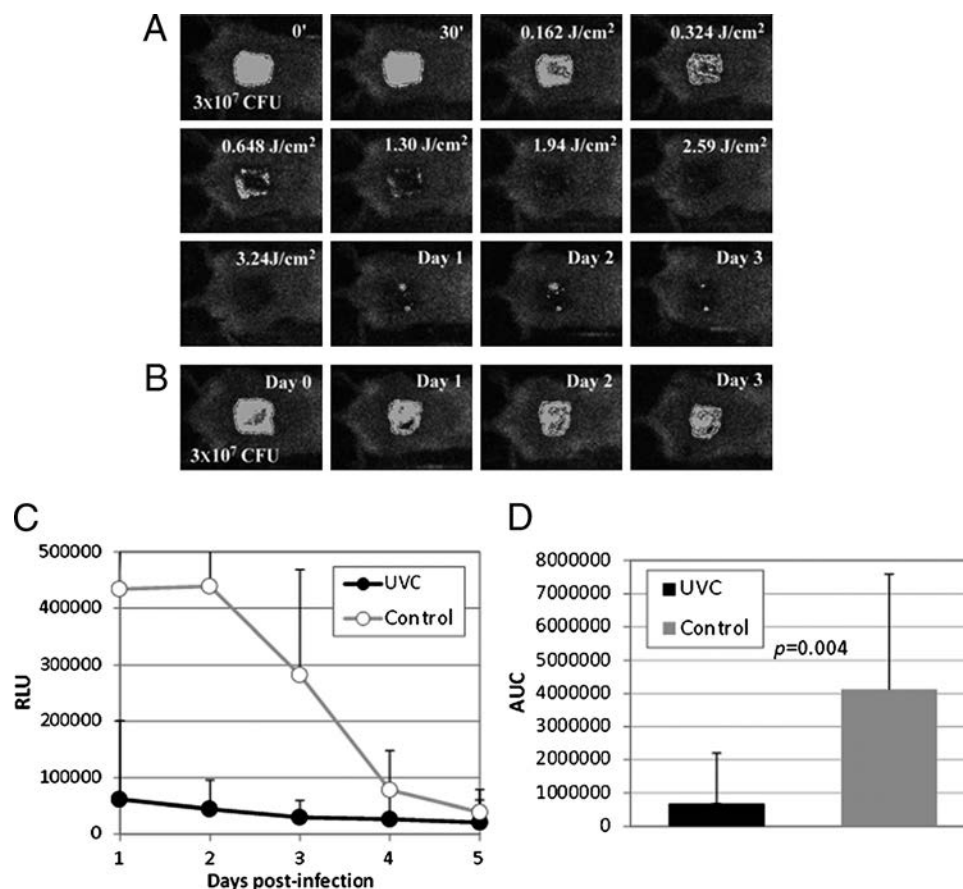 A
0'
30'
0.162 J/cm²
0.324 J/cm²
3x10⁷ CFU
0.648 J/cm²
1.30 J/cm²
1.94 J/cm²
2.59 J/cm²
3.24J/cm²
Day 1
Day 2
Day 3
B
Day 0
Day 1
Day 2
Day 3
3x10⁷ CFU
C
500000
400000
300000
200000
100000
0
RLU
UVC
Control
1
2
3
4
5
Days post-infection
D
8000000
7000000
6000000
5000000
4000000
3000000
2000000
1000000
0
AUC
UVC
Control
p=0.004